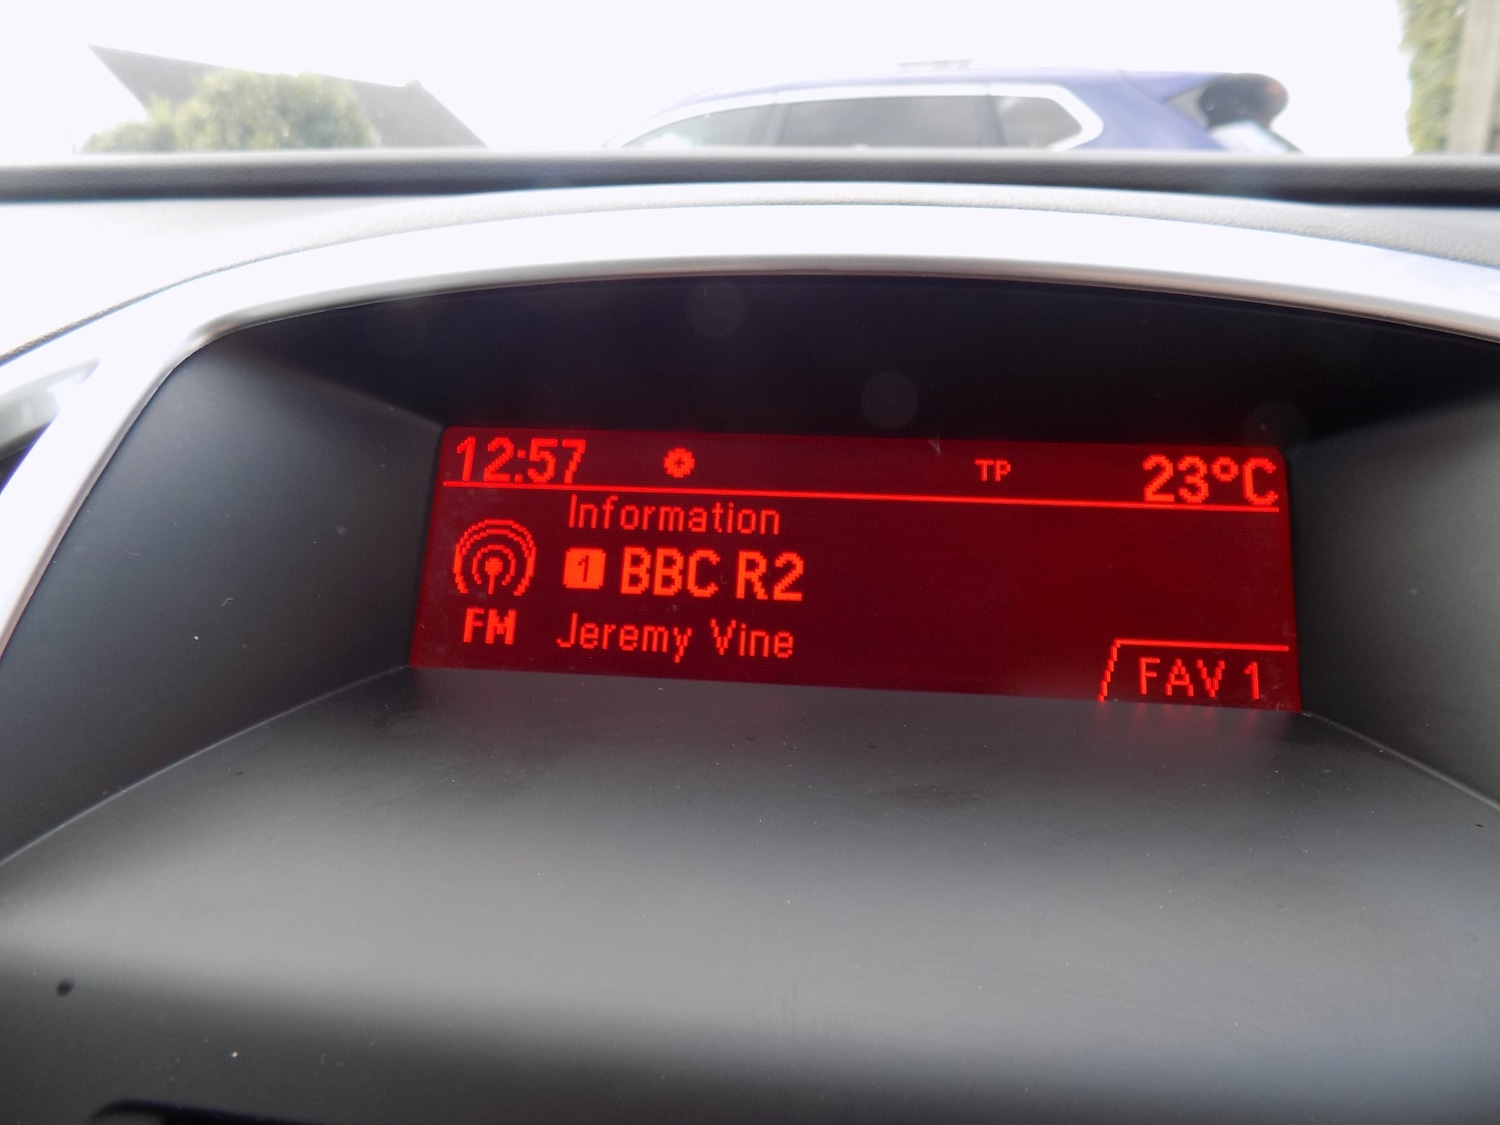 12:57 TP 23°C
Information
1 BBC R2
FM Jeremy Vine
FAV 1